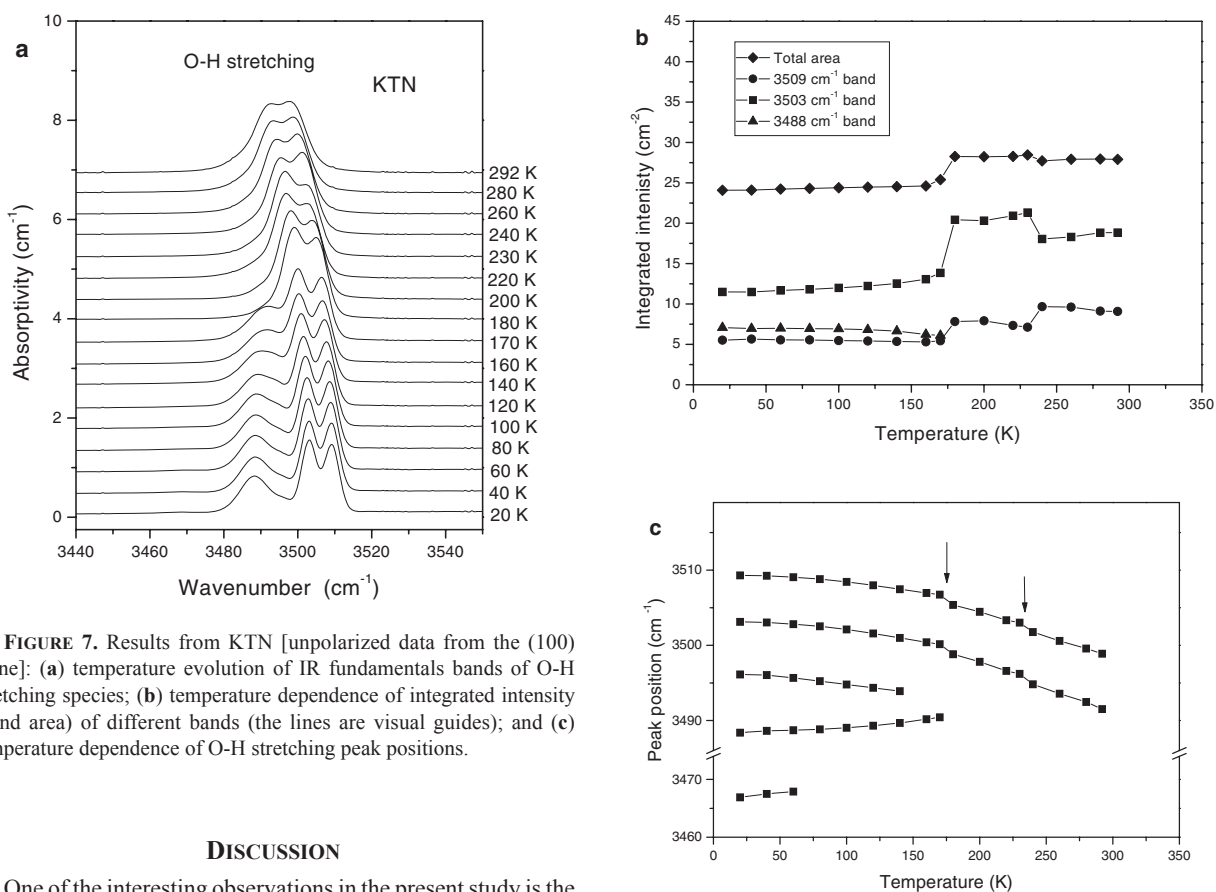 a
O-H stretching
KTN
10
8
6
4
2
0
Absorptivity (cm-1)
292 K
280 K
260 K
240 K
230 K
220 K
200 K
180 K
170 K
160 K
140 K
120 K
100 K
80 K
60 K
40 K
20 K
3440 3460 3480 3500 3520 3540
Wavenumber (cm-1)
FIGURE 7. Results from KTN [unpolarized data from the (100)
]: (a) temperature evolution of IR fundamentals bands of O-H
species; (b) temperature dependence of integrated intensity
area) of different bands (the lines are visual guides); and (c)
dependence of O-H stretching peak positions.
DISCUSSION
One of the interesting observations in the present study is the
b
Total area
3509 cm-1 band
3503 cm-1 band
3488 cm-1 band
45
40
35
30
25
20
15
10
5
0
Integrated intenisty (cm-2)
0 50 100 150 200 250 300 350
Temperature (K)
c
3510
3500
3490
3470
3460
Peak position (cm-1)
0 50 100 150 200 250 300 350
Temperature (K)